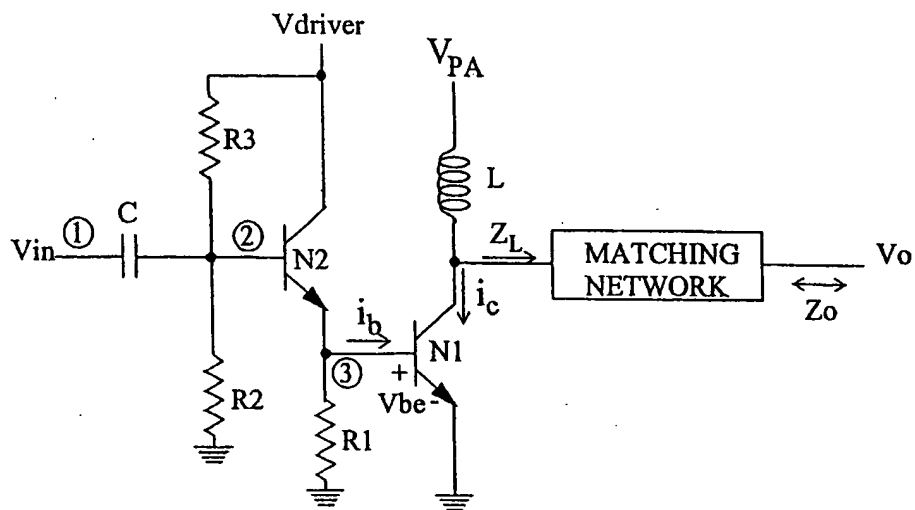 Vdriver
V_PA
R3
L
① C
Vin
②
N2
Z_L
MATCHING
NETWORK
Vo
Zo
i_c
i_b
N1
③
+
Vbe -
R2
R1